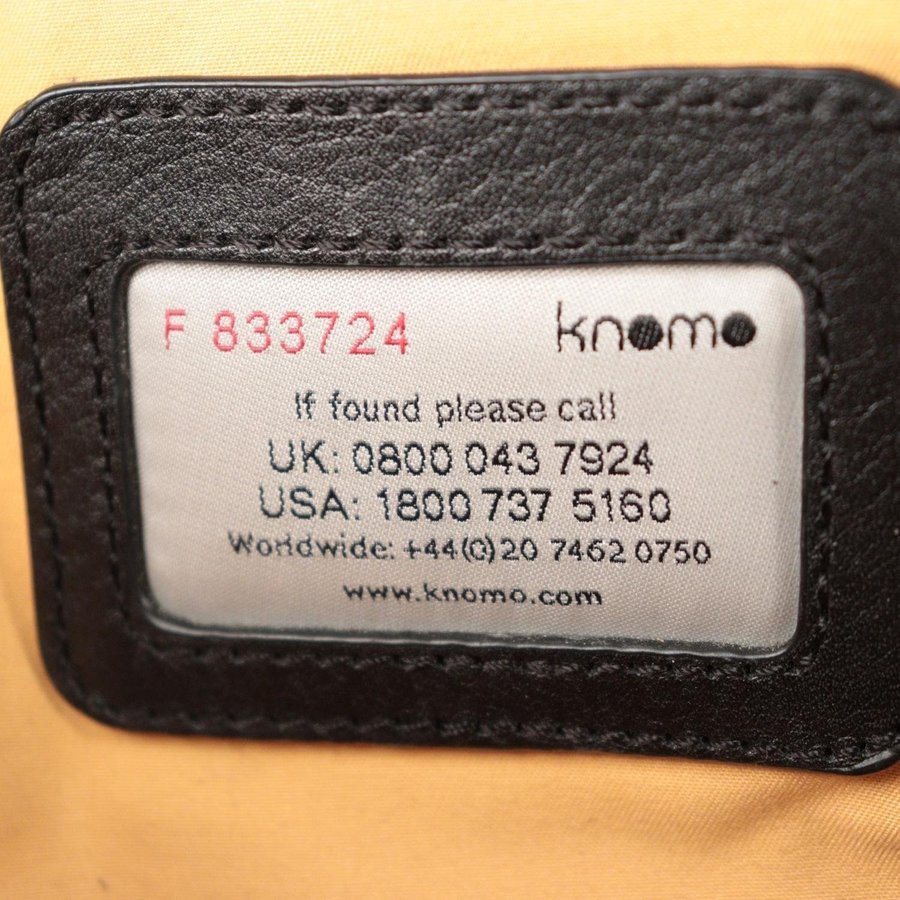 F 833724 knomo
If found please call
UK: 0800 043 7924
USA: 1800 737 5160
Worldwide: +44(0)20 7462 0750
www.knomo.com